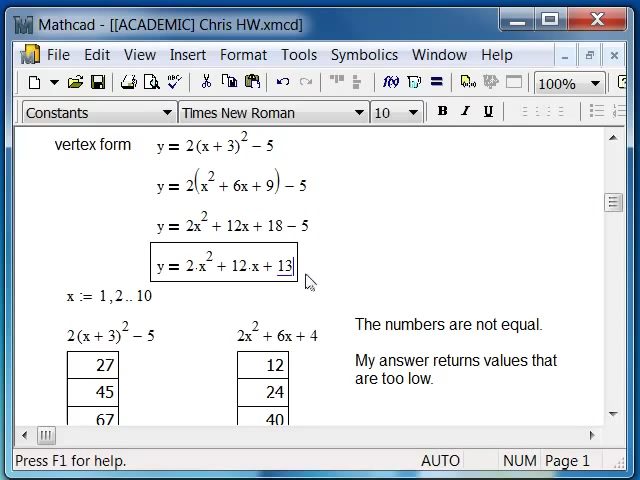 Mathcad - [[ACADEMIC] Chris HW.xmcd]
File Edit View Insert Format Tools Symbolics Window Help
100%
Constants Times New Roman 10 B I U
vertex form y = 2(x + 3)² − 5
y = 2(x² + 6x + 9) − 5
y = 2x² + 12x + 18 − 5
y = 2·x² + 12·x + 13
x := 1, 2 .. 10
2(x + 3)² − 5 2x² + 6x + 4 The numbers are not equal.
27 12 My answer returns values that
45 24 are too low.
67 40
Press F1 for help. AUTO NUM Page 1